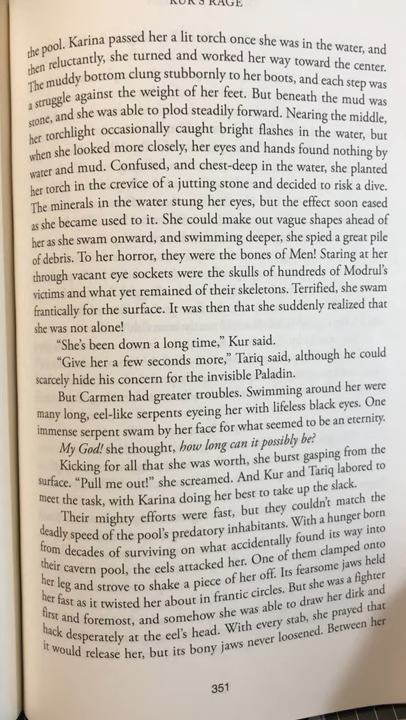 KUR'S RAGE
the pool. Karina passed her a lit torch once she was in the water, and
then reluctantly, she turned and worked her way toward the center.
The muddy bottom clung stubbornly to her boots, and each step was
a struggle against the weight of her feet. But beneath the mud was
stone, and she was able to plod steadily forward. Nearing the middle,
her torchlight occasionally caught bright flashes in the water, but
when she looked more closely, her eyes and hands found nothing by
water and mud. Confused, and chest-deep in the water, she planted
her torch in the crevice of a jutting stone and decided to risk a dive.
The minerals in the water stung her eyes, but the effect soon eased
as she became used to it. She could make out vague shapes ahead of
her as she swam onward, and swimming deeper, she spied a great pile
of debris. To her horror, they were the bones of Men! Staring at her
through vacant eye sockets were the skulls of hundreds of Modrul's
victims and what yet remained of their skeletons. Terrified, she swam
frantically for the surface. It was then that she suddenly realized that
she was not alone!
"She's been down a long time," Kur said.
"Give her a few seconds more," Tariq said, although he could
scarcely hide his concern for the invisible Paladin.
But Carmen had greater troubles. Swimming around her were
many long, eel-like serpents eyeing her with lifeless black eyes. One
immense serpent swam by her face for what seemed to be an eternity.
My God! she thought, how long can it possibly be?
Kicking for all that she was worth, she burst gasping from the
surface. "Pull me out!" she screamed. And Kur and Tariq labored to
meet the task, with Karina doing her best to take up the slack.
Their mighty efforts were fast, but they couldn't match the
deadly speed of the pool's predatory inhabitants. With a hunger born
from decades of surviving on what accidentally found its way into
their cavern pool, the eels attacked her. One of them clamped onto
her leg and strove to shake a piece of her off. Its fearsome jaws held
her fast as it twisted her about in frantic circles. But she was a fighter
first and foremost, and somehow she was able to draw her dirk and
hack desperately at the eel's head. With every stab, she prayed that
it would release her, but its bony jaws never loosened. Between her
351